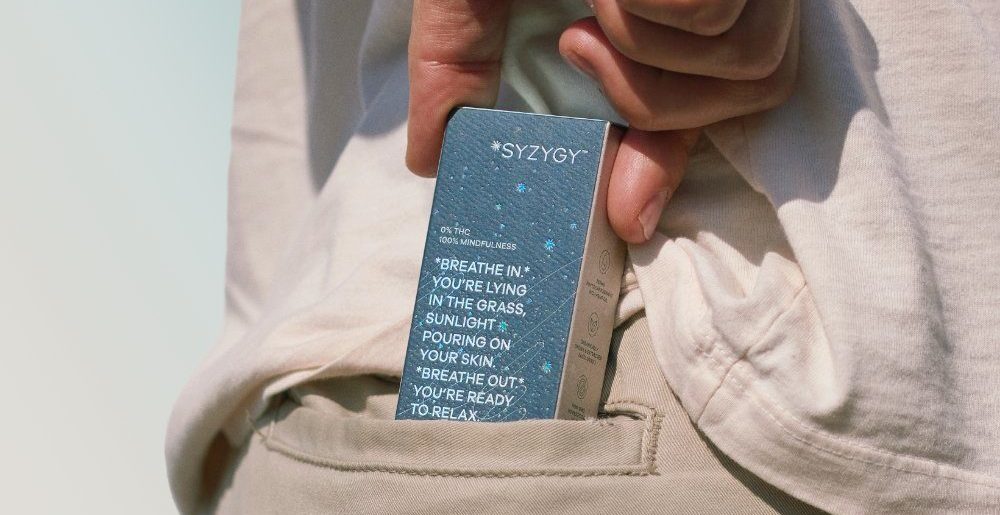 *SYZYGY™
0% THC
100% MINDFULNESS
*BREATHE IN.*
YOU'RE LYING
IN THE GRASS,
SUNLIGHT
POURING ON
YOUR SKIN.
*BREATHE OUT.*
YOU'RE READY
TO RELAX.